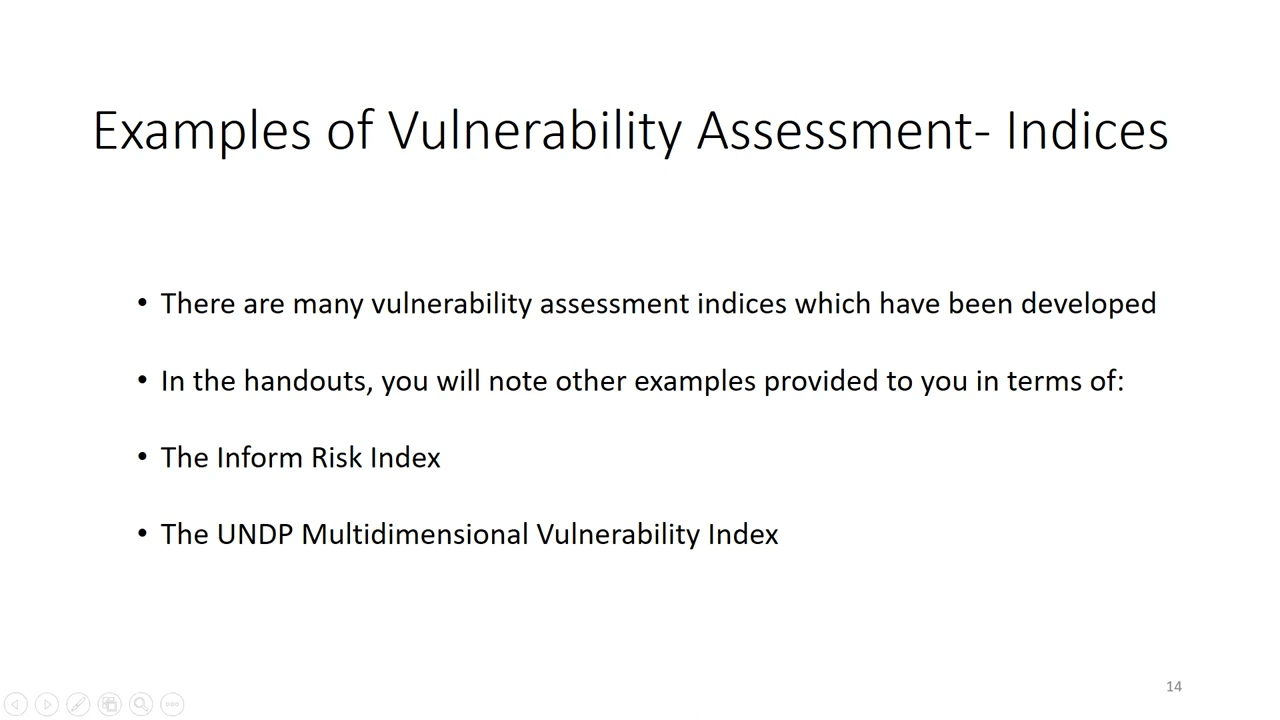 Examples of Vulnerability Assessment- Indices
• There are many vulnerability assessment indices which have been developed
• In the handouts, you will note other examples provided to you in terms of:
• The Inform Risk Index
• The UNDP Multidimensional Vulnerability Index
14